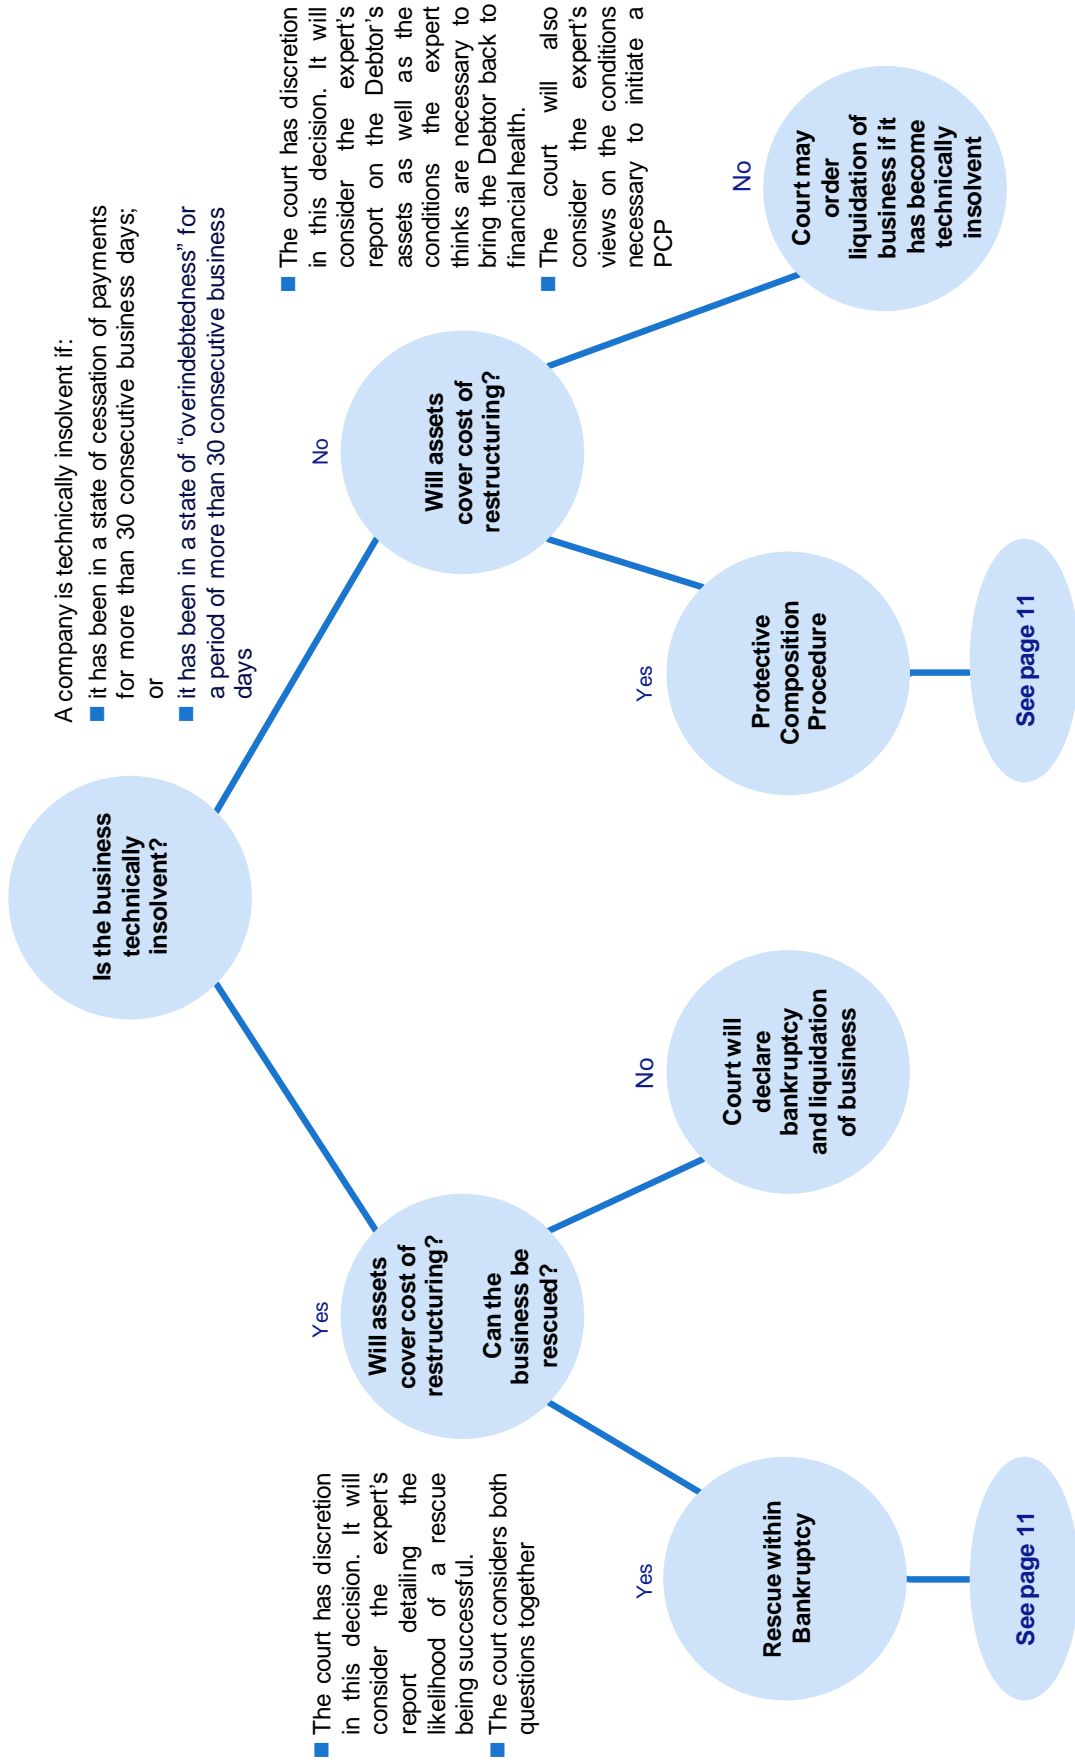 Is the business
technically
insolvent?
A company is technically insolvent if:
■ it has been in a state of cessation of payments
for more than 30 consecutive business days;
or
■ it has been in a state of “overindebtedness” for
a period of more than 30 consecutive business
days
■ The court has discretion
in this decision. It will
consider the expert's
report detailing the
likelihood of a rescue
being successful.
■ The court considers both
questions together
Yes
Will assets
cover cost of
restructuring?
Can the
business be
rescued?
No
Will assets
cover cost of
restructuring?
■ The court has discretion
in this decision. It will
consider the expert's
report on the Debtor's
assets as well as the
conditions the expert
thinks are necessary to
bring the Debtor back to
financial health.
■ The court will also
consider the expert's
views on the conditions
necessary to initiate a
PCP
Yes
Rescue within
Bankruptcy
No
Court will
declare
bankruptcy
and liquidation
of business
Yes
Protective
Composition
Procedure
No
Court may
order
liquidation of
business if it
has become
technically
insolvent
See page 11
See page 11